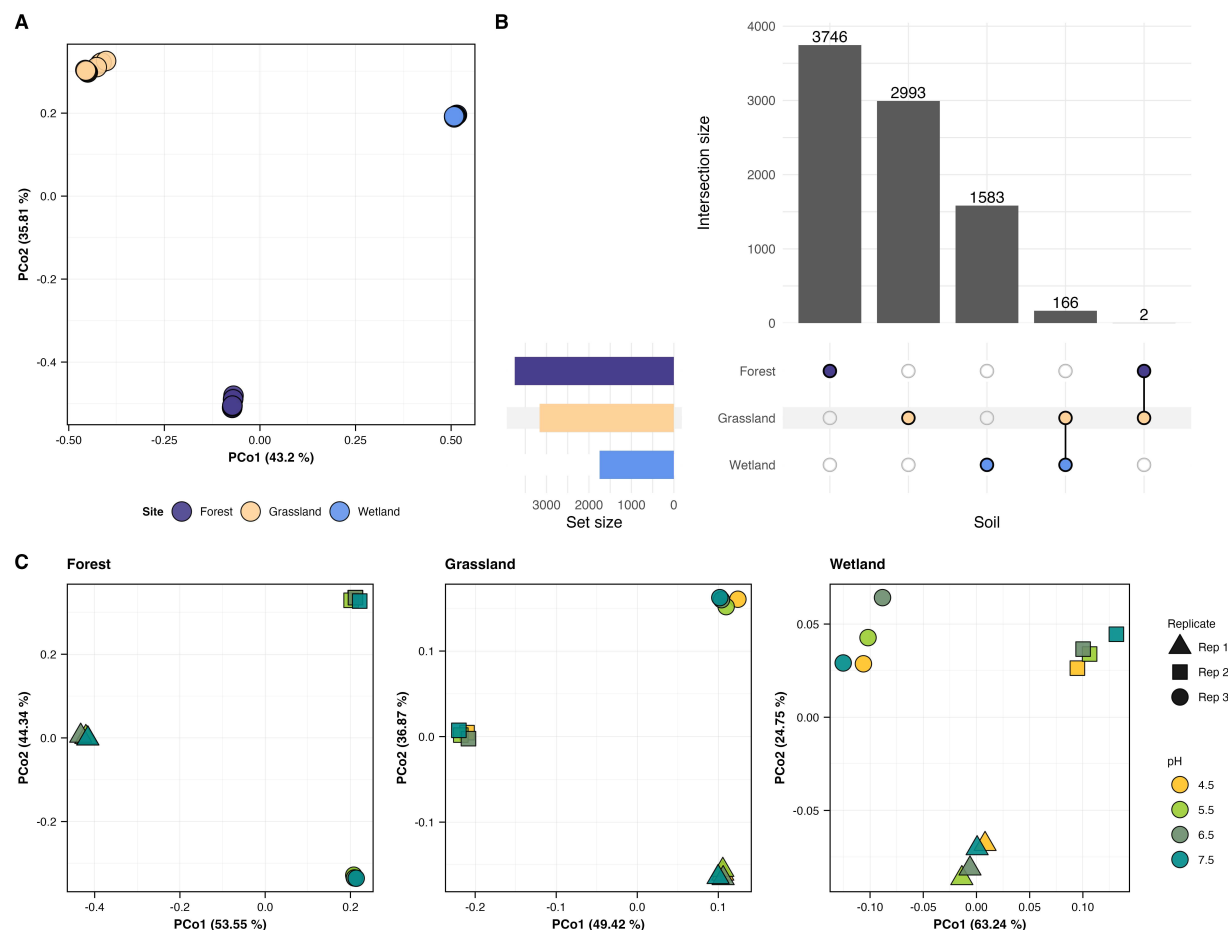 A
0.2
0.0
-0.2
-0.4
PCo2 (35.81 %)
-0.50
-0.25
0.00
0.25
0.50
PCo1 (43.2 %)
Site
Forest
Grassland
Wetland
B
4000
3000
2000
1000
0
Intersection size
3746
2993
1583
166
2
Forest
Grassland
Wetland
3000
2000
1000
0
Set size
Soil
C
Forest
0.2
0.0
-0.2
PCo2 (44.34 %)
-0.4
-0.2
0.0
0.2
PCo1 (53.55 %)
Grassland
0.1
0.0
-0.1
PCo2 (36.87 %)
-0.2
-0.1
0.0
0.1
PCo1 (49.42 %)
Wetland
0.05
0.00
-0.05
PCo2 (24.75 %)
-0.10
-0.05
0.00
0.05
0.10
PCo1 (63.24 %)
Replicate
Rep 1
Rep 2
Rep 3
pH
4.5
5.5
6.5
7.5